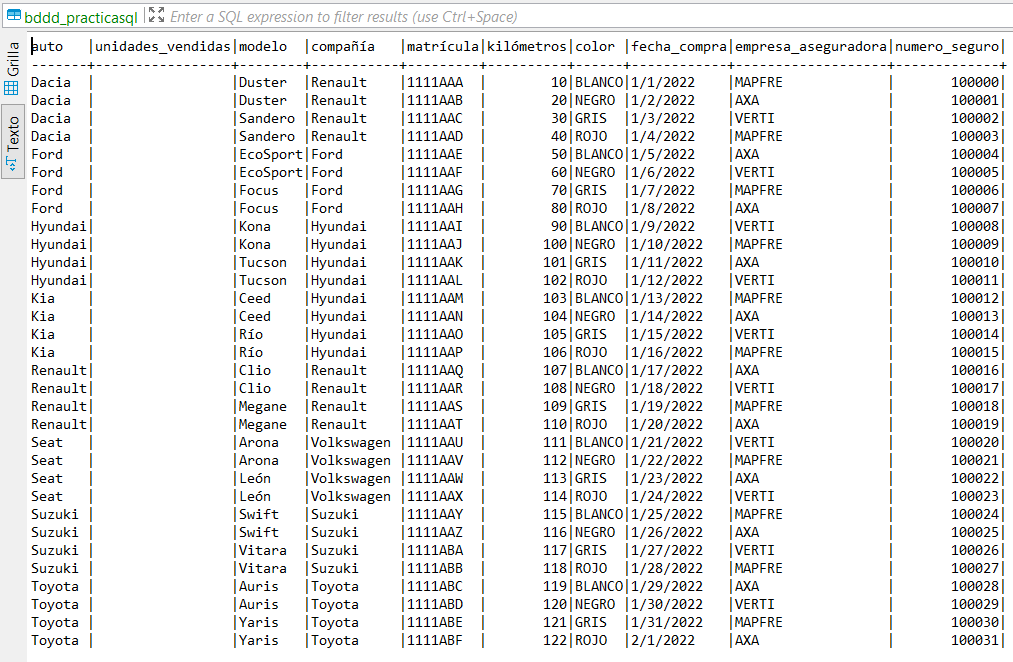 bddd_practicasql Enter a SQL expression to filter results (use Ctrl+Space)
Grilla
Texto
auto |unidades_vendidas|modelo |compañía |matrícula|kilómetros|color |fecha_compra|empresa_aseguradora|numero_seguro|
-------+-----------------+--------+----------+---------+----------+------+------------+-------------------+-------------+
Dacia | |Duster |Renault |1111AAA | 10|BLANCO|1/1/2022 |MAPFRE | 100000|
Dacia | |Duster |Renault |1111AAB | 20|NEGRO |1/2/2022 |AXA | 100001|
Dacia | |Sandero |Renault |1111AAC | 30|GRIS |1/3/2022 |VERTI | 100002|
Dacia | |Sandero |Renault |1111AAD | 40|ROJO |1/4/2022 |MAPFRE | 100003|
Ford | |EcoSport|Ford |1111AAE | 50|BLANCO|1/5/2022 |AXA | 100004|
Ford | |EcoSport|Ford |1111AAF | 60|NEGRO |1/6/2022 |VERTI | 100005|
Ford | |Focus |Ford |1111AAG | 70|GRIS |1/7/2022 |MAPFRE | 100006|
Ford | |Focus |Ford |1111AAH | 80|ROJO |1/8/2022 |AXA | 100007|
Hyundai| |Kona |Hyundai |1111AAI | 90|BLANCO|1/9/2022 |VERTI | 100008|
Hyundai| |Kona |Hyundai |1111AAJ | 100|NEGRO |1/10/2022 |MAPFRE | 100009|
Hyundai| |Tucson |Hyundai |1111AAK | 101|GRIS |1/11/2022 |AXA | 100010|
Hyundai| |Tucson |Hyundai |1111AAL | 102|ROJO |1/12/2022 |VERTI | 100011|
Kia | |Ceed |Hyundai |1111AAM | 103|BLANCO|1/13/2022 |MAPFRE | 100012|
Kia | |Ceed |Hyundai |1111AAN | 104|NEGRO |1/14/2022 |AXA | 100013|
Kia | |Río |Hyundai |1111AAO | 105|GRIS |1/15/2022 |VERTI | 100014|
Kia | |Río |Hyundai |1111AAP | 106|ROJO |1/16/2022 |MAPFRE | 100015|
Renault| |Clio |Renault |1111AAQ | 107|BLANCO|1/17/2022 |AXA | 100016|
Renault| |Clio |Renault |1111AAR | 108|NEGRO |1/18/2022 |VERTI | 100017|
Renault| |Megane |Renault |1111AAS | 109|GRIS |1/19/2022 |MAPFRE | 100018|
Renault| |Megane |Renault |1111AAT | 110|ROJO |1/20/2022 |AXA | 100019|
Seat | |Arona |Volkswagen |1111AAU | 111|BLANCO|1/21/2022 |VERTI | 100020|
Seat | |Arona |Volkswagen |1111AAV | 112|NEGRO |1/22/2022 |MAPFRE | 100021|
Seat | |León |Volkswagen |1111AAW | 113|GRIS |1/23/2022 |AXA | 100022|
Seat | |León |Volkswagen |1111AAX | 114|ROJO |1/24/2022 |VERTI | 100023|
Suzuki | |Swift |Suzuki |1111AAY | 115|BLANCO|1/25/2022 |MAPFRE | 100024|
Suzuki | |Swift |Suzuki |1111AAZ | 116|NEGRO |1/26/2022 |AXA | 100025|
Suzuki | |Vitara |Suzuki |1111ABA | 117|GRIS |1/27/2022 |VERTI | 100026|
Suzuki | |Vitara |Suzuki |1111ABB | 118|ROJO |1/28/2022 |MAPFRE | 100027|
Toyota | |Auris |Toyota |1111ABC | 119|BLANCO|1/29/2022 |AXA | 100028|
Toyota | |Auris |Toyota |1111ABD | 120|NEGRO |1/30/2022 |VERTI | 100029|
Toyota | |Yaris |Toyota |1111ABE | 121|GRIS |1/31/2022 |MAPFRE | 100030|
Toyota | |Yaris |Toyota |1111ABF | 122|ROJO |2/1/2022 |AXA | 100031|